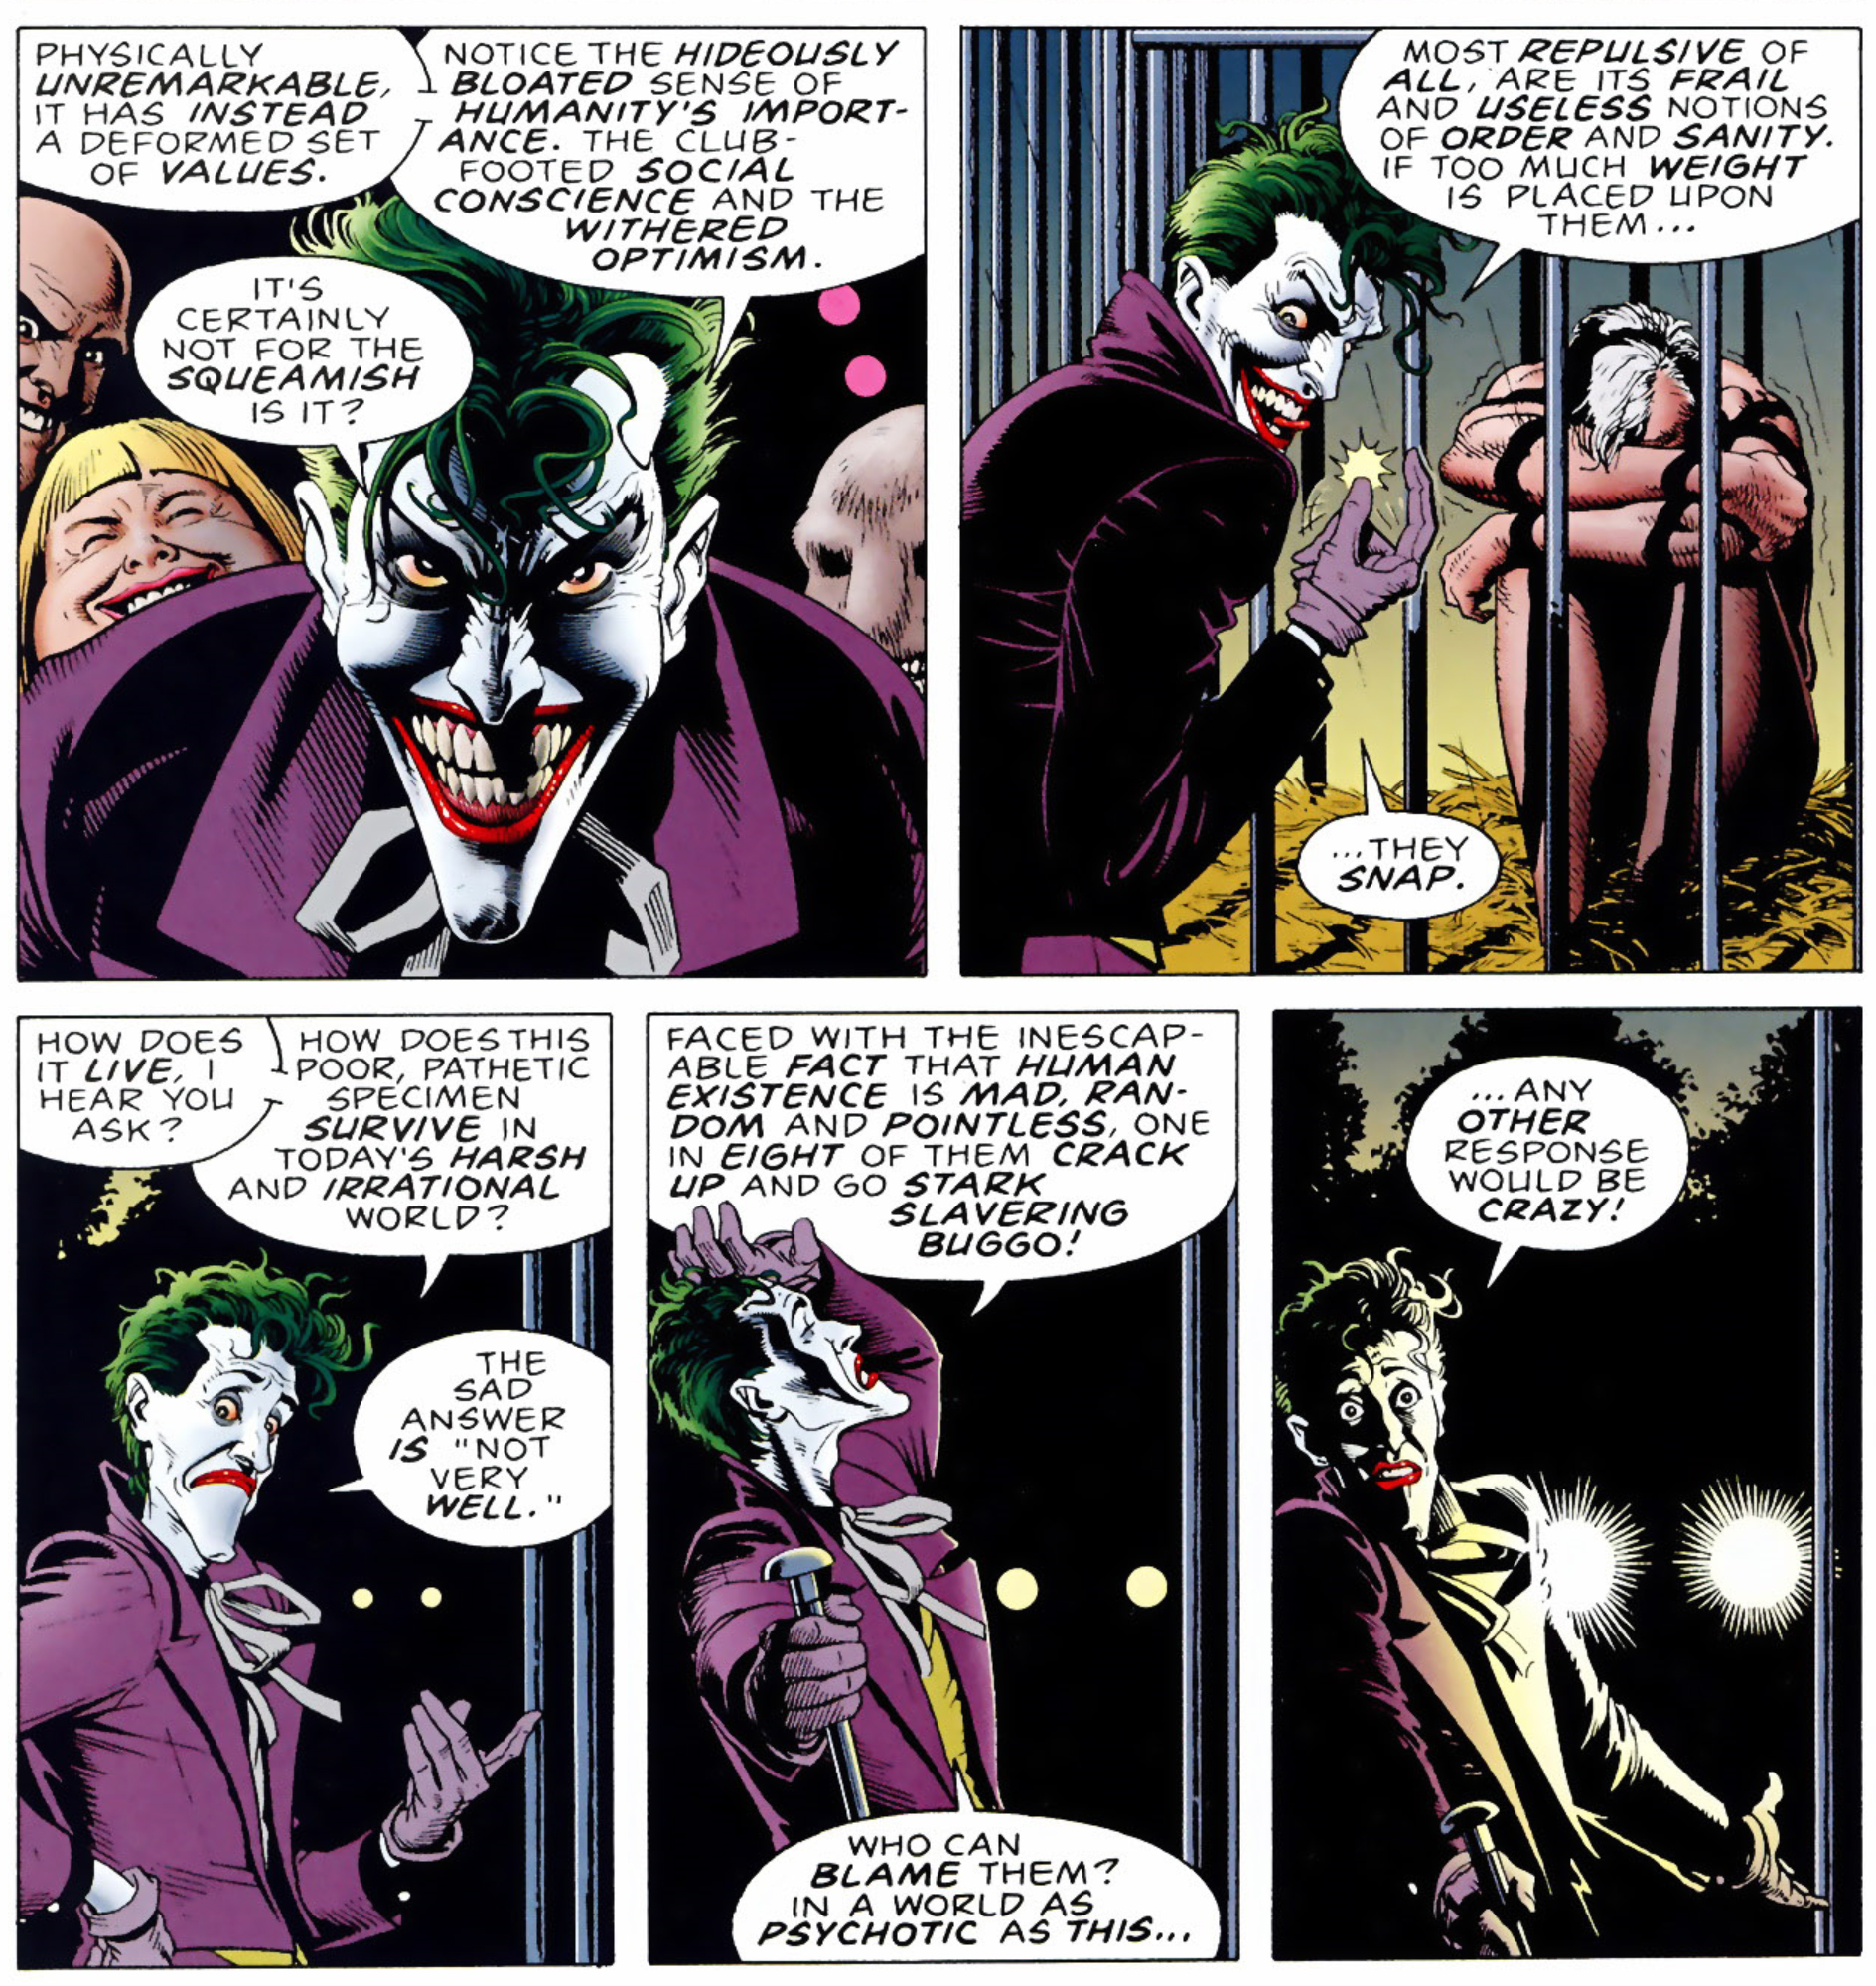 PHYSICALLY
UNREMARKABLE,
IT HAS INSTEAD
A DEFORMED SET
OF VALUES.
NOTICE THE HIDEOUSLY
BLOATED SENSE OF
HUMANITY'S IMPORT-
ANCE. THE CLUB-
FOOTED SOCIAL
CONSCIENCE AND THE
WITHERED
OPTIMISM.
IT'S
CERTAINLY
NOT FOR THE
SQUEAMISH
IS IT?
MOST REPULSIVE OF
ALL, ARE ITS FRAIL
AND USELESS NOTIONS
OF ORDER AND SANITY.
IF TOO MUCH WEIGHT
IS PLACED UPON
THEM...
...THEY
SNAP.
HOW DOES
IT LIVE, I
HEAR YOU
ASK?
HOW DOES THIS
POOR, PATHETIC
SPECIMEN
SURVIVE IN
TODAY'S HARSH
AND IRRATIONAL
WORLD?
THE
SAD
ANSWER
IS "NOT
VERY
WELL."
FACED WITH THE INESCAP-
ABLE FACT THAT HUMAN
EXISTENCE IS MAD, RAN-
DOM AND POINTLESS, ONE
IN EIGHT OF THEM CRACK
UP AND GO STARK
SLAVERING
BUGGO!
WHO CAN
BLAME THEM?
IN A WORLD AS
PSYCHOTIC AS THIS...
...ANY
OTHER
RESPONSE
WOULD BE
CRAZY!